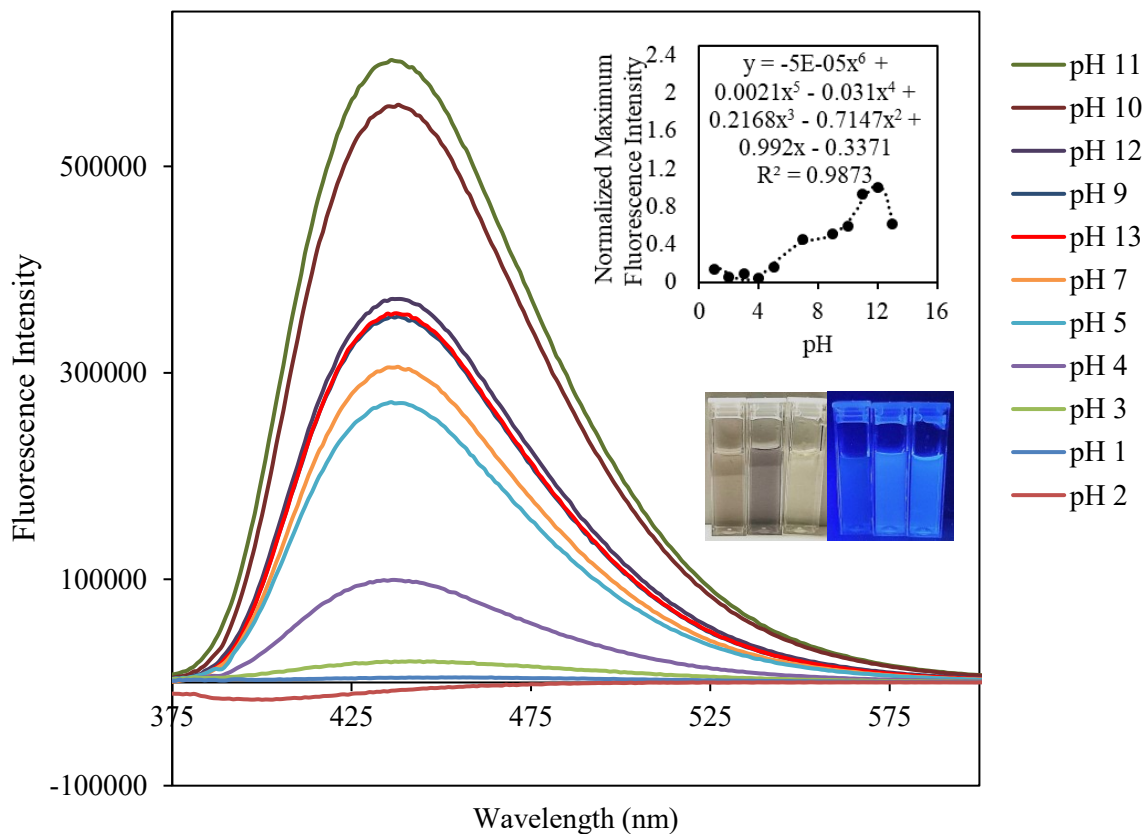 Fluorescence Intensity
500000
300000
100000
-100000
375
425
475
525
575
Wavelength (nm)
Normalized Maximum
Fluorescence Intensity
2.4
2
1.6
1.2
0.8
0.4
0
y = -5E-05x⁶ +
0.0021x⁵ - 0.031x⁴ +
0.2168x³ - 0.7147x² +
0.992x - 0.3371
R² = 0.9873
0
4
8
12
16
pH
pH 11
pH 10
pH 12
pH 9
pH 13
pH 7
pH 5
pH 4
pH 3
pH 1
pH 2